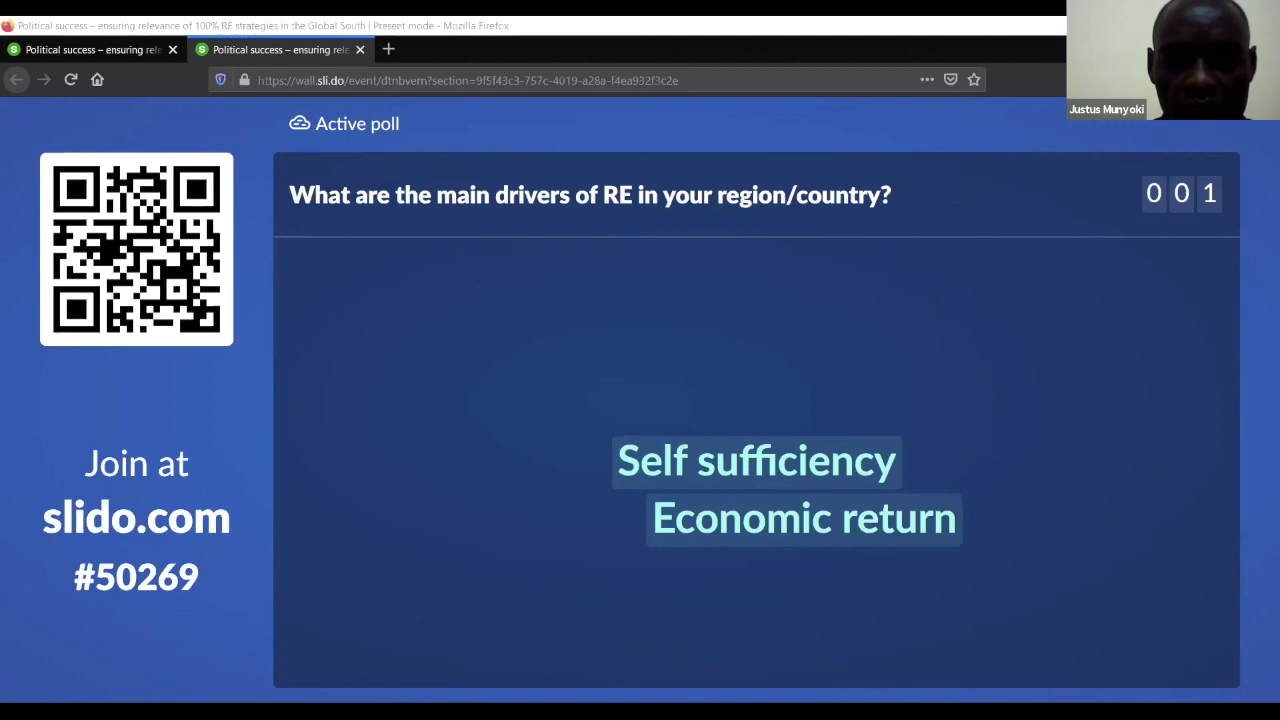 Political success – ensuring relevance of 100% RE strategies in the Global South | Present mode - Mozilla Firefox
Political success – ensuring rele
Political success – ensuring rele
https://wall.sli.do/event/dtnbvern?section=9f5f43c3-757c-4019-a28a-f4ea932f3c2e
Justus Munyoki
Active poll
What are the main drivers of RE in your region/country?
0 0 1
Self sufficiency
Economic return
Join at
slido.com
#50269